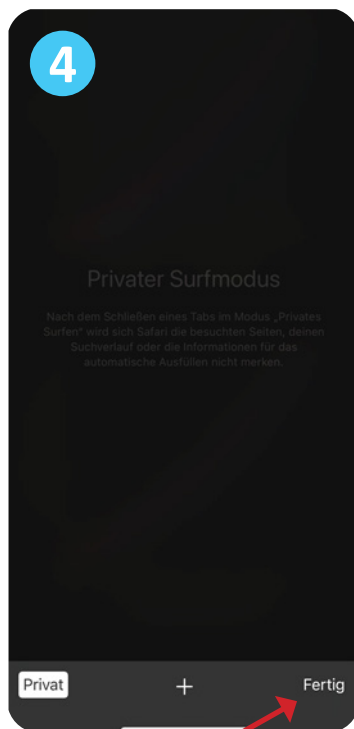 4
Privater Surfmodus
Nach dem Schließen eines Tabs im Modus „Privates
Surfen“ wird sich Safari die besuchten Seiten, deinen
Suchverlauf oder die Informationen für das
automatische Ausfüllen nicht merken.
Privat + Fertig